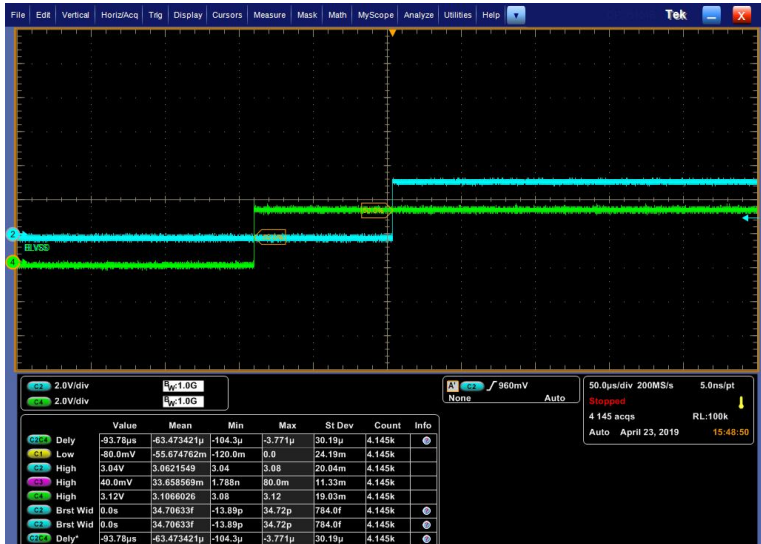 File Edit Vertical Horiz/Acq Trig Display Cursors Measure Mask Math MyScope Analyze Utilities Help Tek X
2
ELVSS
4
C2 2.0V/div BW:1.0G
C4 2.0V/div BW:1.0G
A' C2 960mV
None Auto
50.0μs/div 200MS/s 5.0ns/pt
Stopped
4 145 acqs RL:100k
Auto April 23, 2019 15:48:50
Value Mean Min Max St Dev Count Info
C2C4 Dely -93.78μs -63.473421μ -104.3μ -3.771μ 30.19μ 4.145k
C1 Low -80.0mV -55.674762m -120.0m 0.0 24.19m 4.145k
C2 High 3.04V 3.0621549 3.04 3.08 20.04m 4.145k
C3 High 40.0mV 33.658569m 1.788n 80.0m 11.33m 4.145k
C4 High 3.12V 3.1066026 3.08 3.12 19.03m 4.145k
C2 Brst Wid 0.0s 34.70633f -13.89p 34.72p 784.0f 4.145k
C2 Brst Wid 0.0s 34.70633f -13.89p 34.72p 784.0f 4.145k
C2C4 Dely* -93.78μs -63.473421μ -104.3μ -3.771μ 30.19μ 4.145k